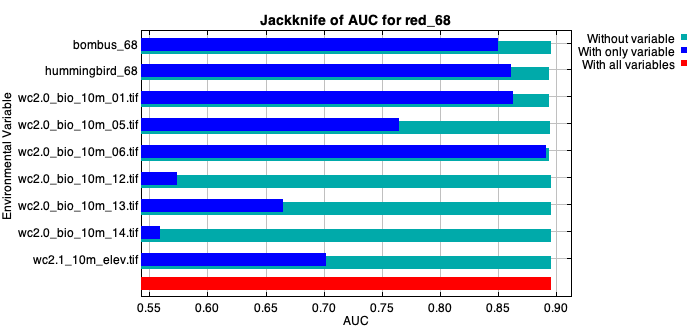 Jackknife of AUC for red_68
Without variable
With only variable
With all variables
Environmental Variable
bombus_68
hummingbird_68
wc2.0_bio_10m_01.tif
wc2.0_bio_10m_05.tif
wc2.0_bio_10m_06.tif
wc2.0_bio_10m_12.tif
wc2.0_bio_10m_13.tif
wc2.0_bio_10m_14.tif
wc2.1_10m_elev.tif
0.55 0.60 0.65 0.70 0.75 0.80 0.85 0.90
AUC